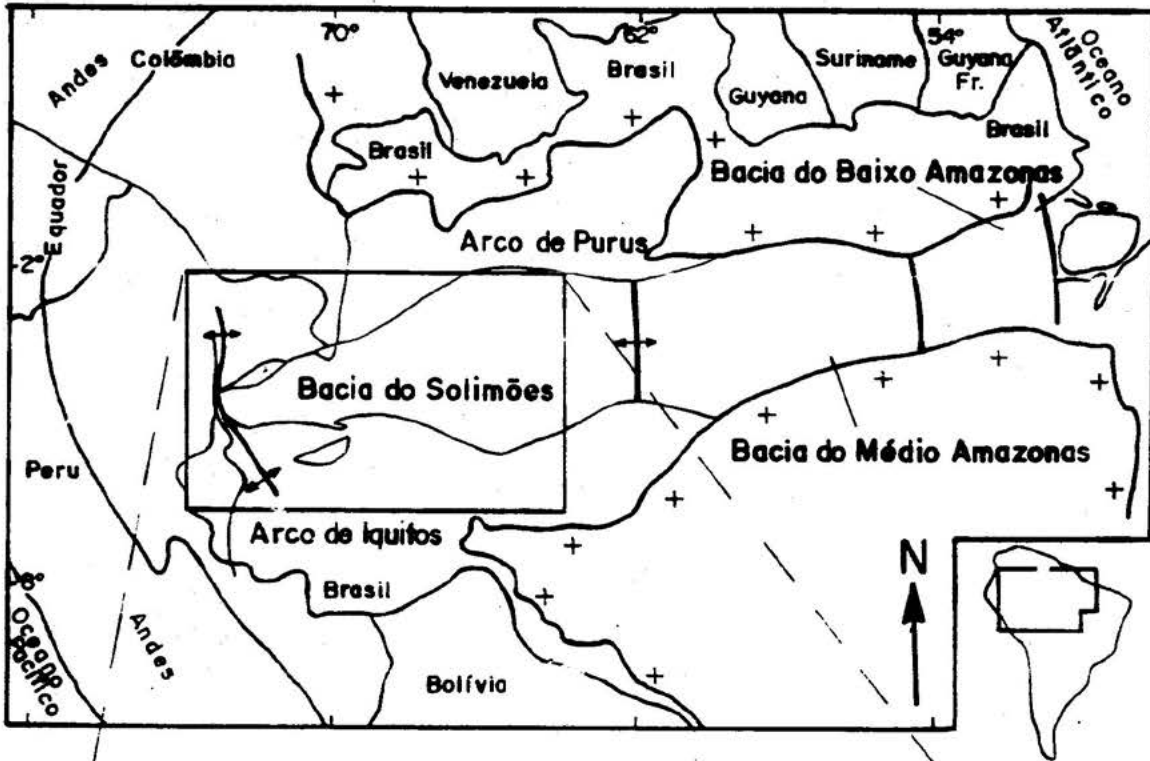 70°
62°
54°
Oceano
Atlântico
Andes
Colômbia
Venezuela
Brasil
Guyana
Suriname
Guyana
Fr.
Brasil
Brasil
Equador
Bacia do Baixo Amazonas
Arco de Purus
2°
Bacia do Solimões
Peru
Bacia do Médio Amazonas
Arco de Iquitos
N
Brasil
6°
Oceano
Pacífico
Andes
Bolívia